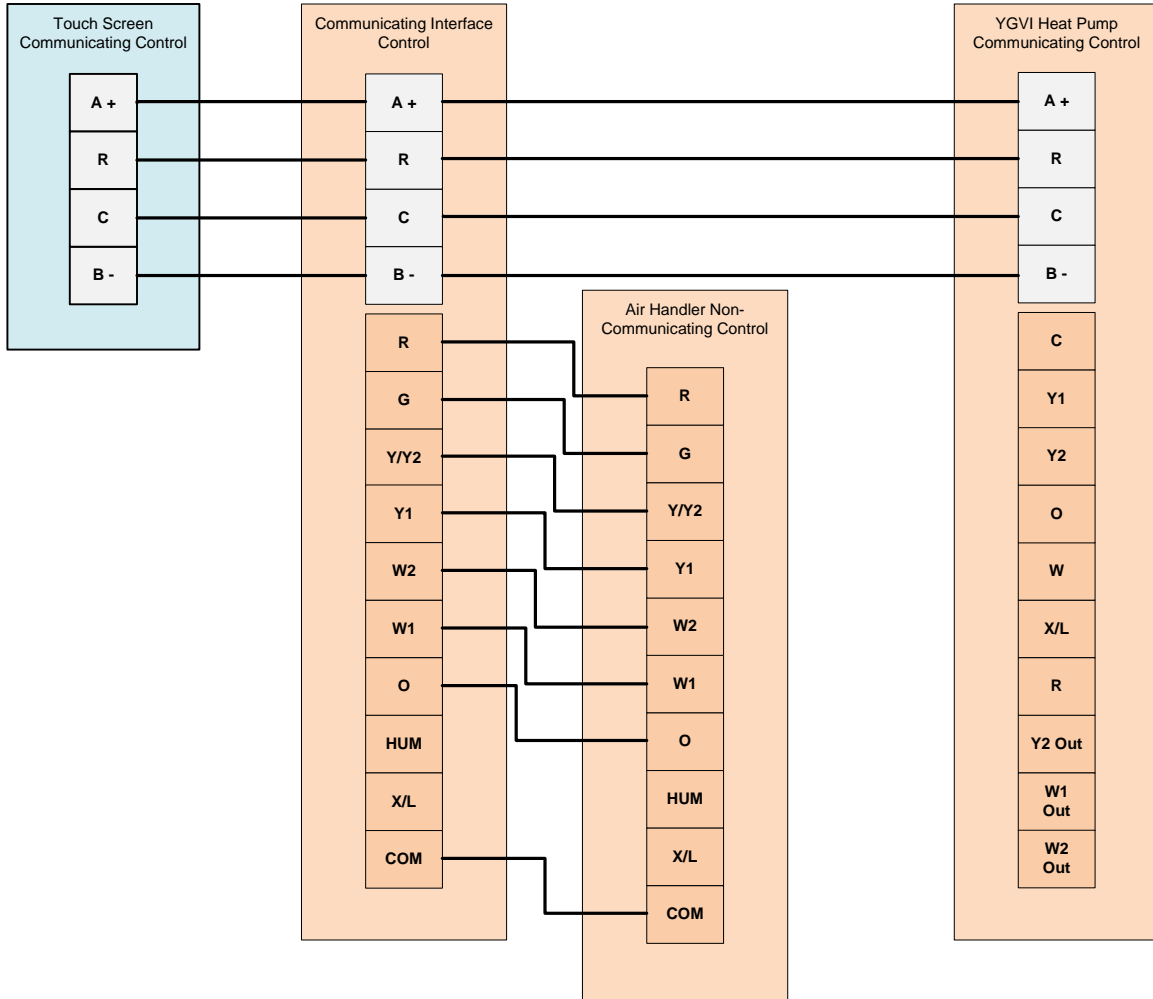 Touch Screen
Communicating Control
A +
R
C
B -
Communicating Interface
Control
A +
R
C
B -
R
G
Y/Y2
Y1
W2
W1
O
HUM
X/L
COM
Air Handler Non-
Communicating Control
R
G
Y/Y2
Y1
W2
W1
O
HUM
X/L
COM
YGVI Heat Pump
Communicating Control
A +
R
C
B -
C
Y1
Y2
O
W
X/L
R
Y2 Out
W1
Out
W2
Out